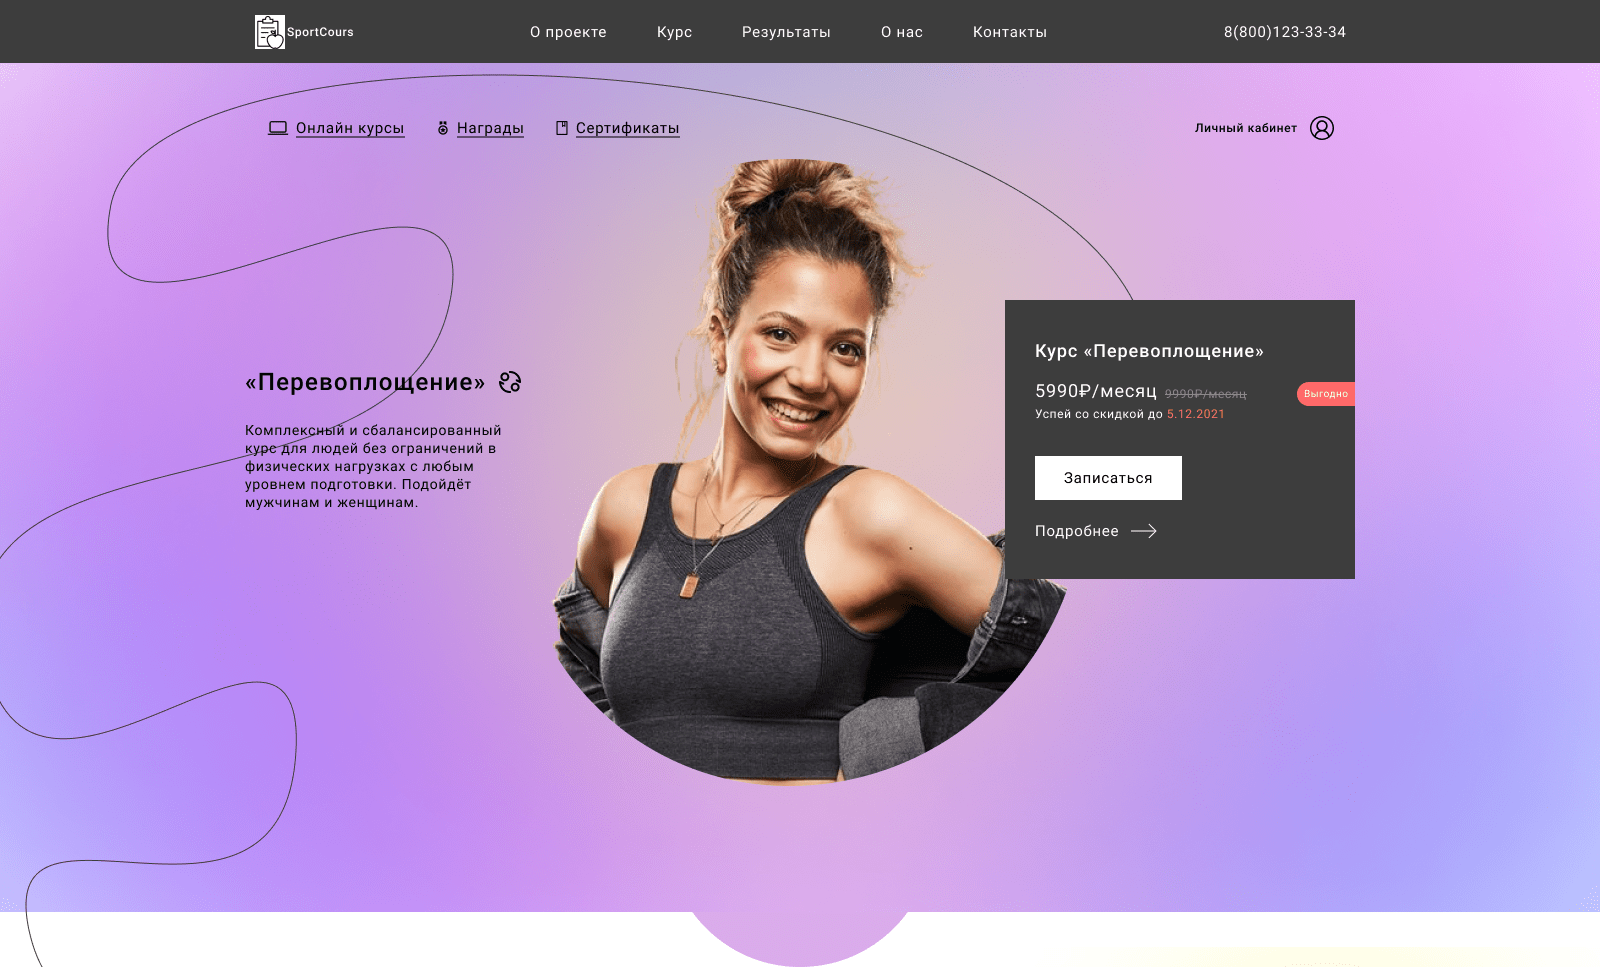 SportCours
О проекте
Курс
Результаты
О нас
Контакты
8(800)123-33-34
Онлайн курсы
Награды
Сертификаты
Личный кабинет
«Перевоплощение»
Комплексный и сбалансированный
курс для людей без ограничений в
физических нагрузках с любым
уровнем подготовки. Подойдёт
мужчинам и женщинам.
Курс «Перевоплощение»
5990₽/месяц 9990₽/месяц
Выгодно
Успей со скидкой до 5.12.2021
Записаться
Подробнее